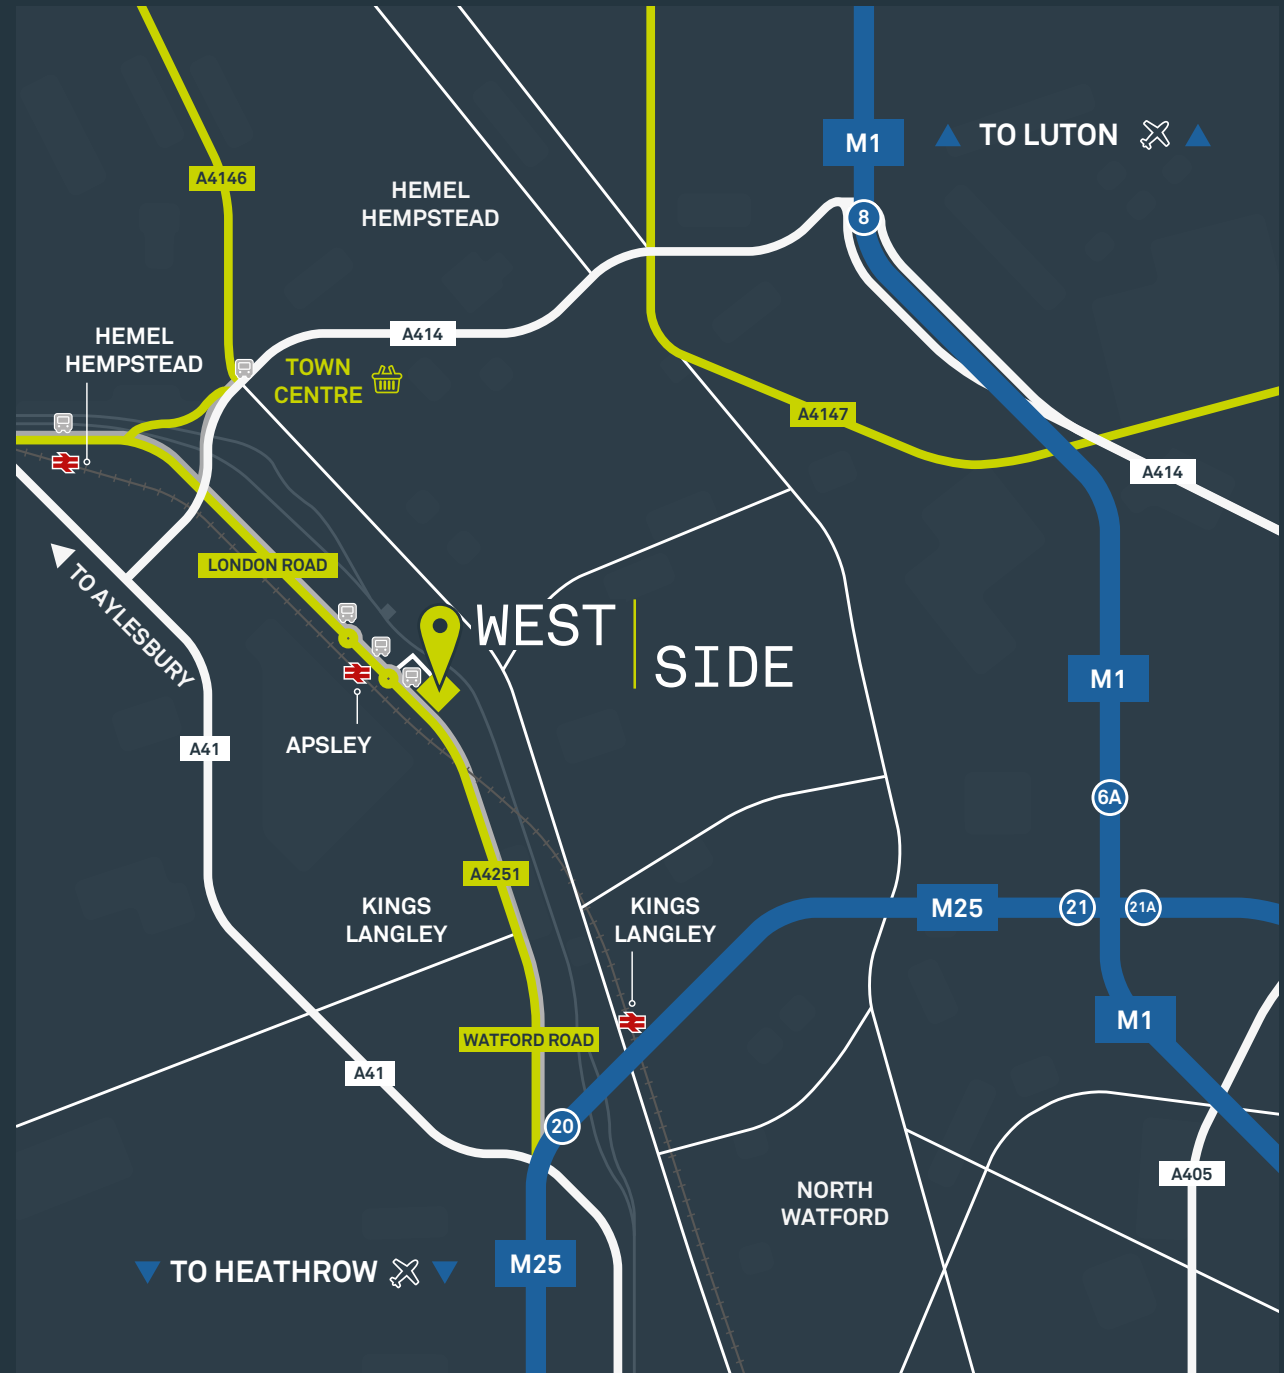 M1
TO LUTON
A4146
HEMEL
HEMPSTEAD
8
A414
HEMEL
HEMPSTEAD
TOWN
CENTRE
A4147
A414
LONDON ROAD
TO AYLESBURY
WEST
SIDE
M1
A41
APSLEY
6A
A4251
KINGS
LANGLEY
KINGS
LANGLEY
M25
21
21A
M1
WATFORD ROAD
A41
20
A405
NORTH
WATFORD
TO HEATHROW
M25